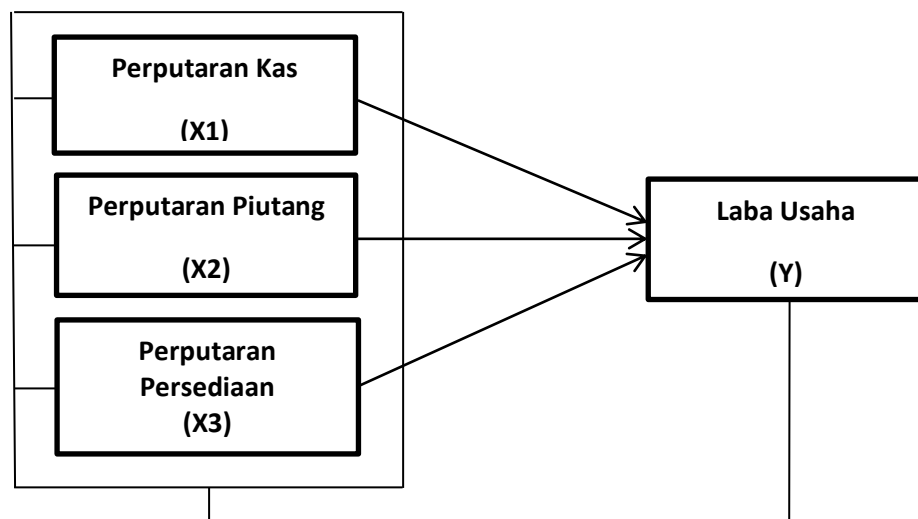 Perputaran Kas
(X1)
Perputaran Piutang
(X2)
Perputaran
Persediaan
(X3)
Laba Usaha
(Y)